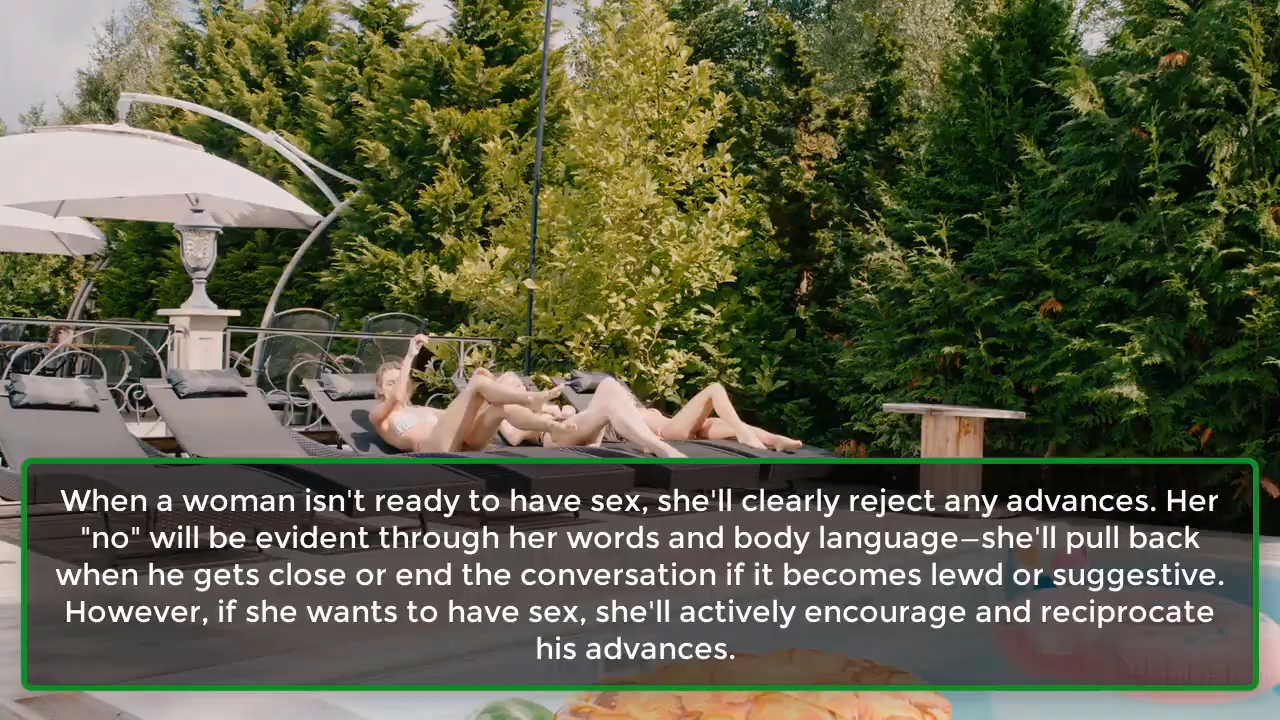 When a woman isn't ready to have sex, she'll clearly reject any advances. Her
"no" will be evident through her words and body language—she'll pull back
when he gets close or end the conversation if it becomes lewd or suggestive.
However, if she wants to have sex, she'll actively encourage and reciprocate
his advances.